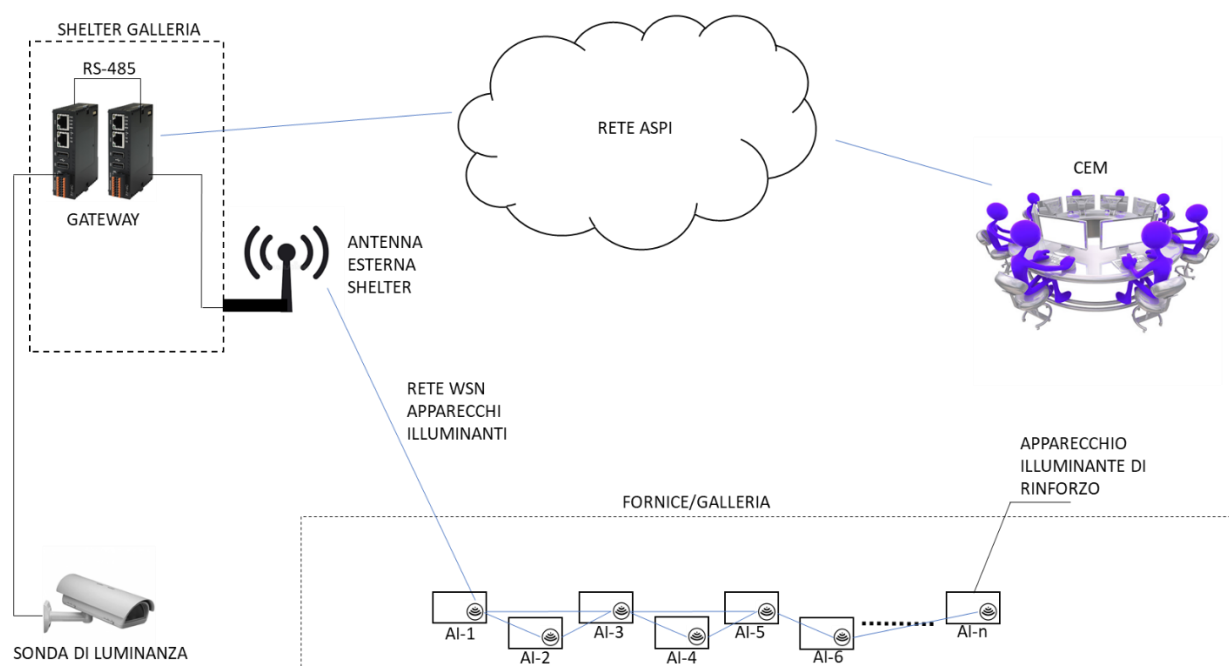 SHELTER GALLERIA
RS-485
GATEWAY
ANTENNA
ESTERNA
SHELTER
RETE ASPI
CEM
RETE WSN
APPARECCHI
ILLUMINANTI
APPARECCHIO
ILLUMINANTE DI
RINFORZO
FORNICE/GALLERIA
SONDA DI LUMINANZA
AI-1
AI-2
AI-3
AI-4
AI-5
AI-6
AI-n